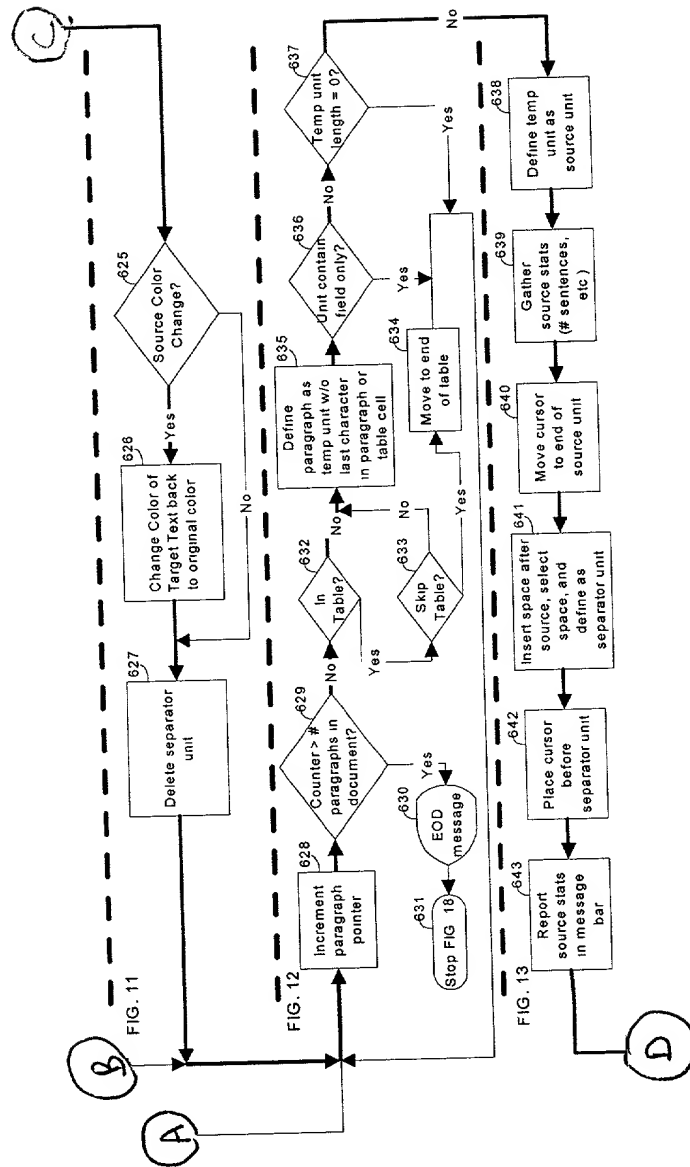 C
625
Source Color
Change?
Yes
No
626
Change Color of
Target Text back
to original color
627
Delete separator
unit
B
FIG. 11
A
FIG. 12
628
Increment
paragraph
pointer
629
Counter > #
paragraphs in
document?
No
Yes
630
EOD
message
631
Stop FIG 18
632
In
Table?
No
Yes
633
Skip
Table?
No
Yes
634
Move to end
of table
635
Define
paragraph as
temp unit w/o
last character
in paragraph or
table cell
636
Unit contain
field only?
No
Yes
637
Temp unit
length = 0?
No
Yes
FIG. 13
638
Define temp
unit as
source unit
639
Gather
source stats
(# sentences,
etc )
640
Move cursor
to end of
source unit
641
Insert space after
source, select
space, and
define as
separator unit
642
Place cursor
before
separator unit
643
Report
source stats
in message
bar
D